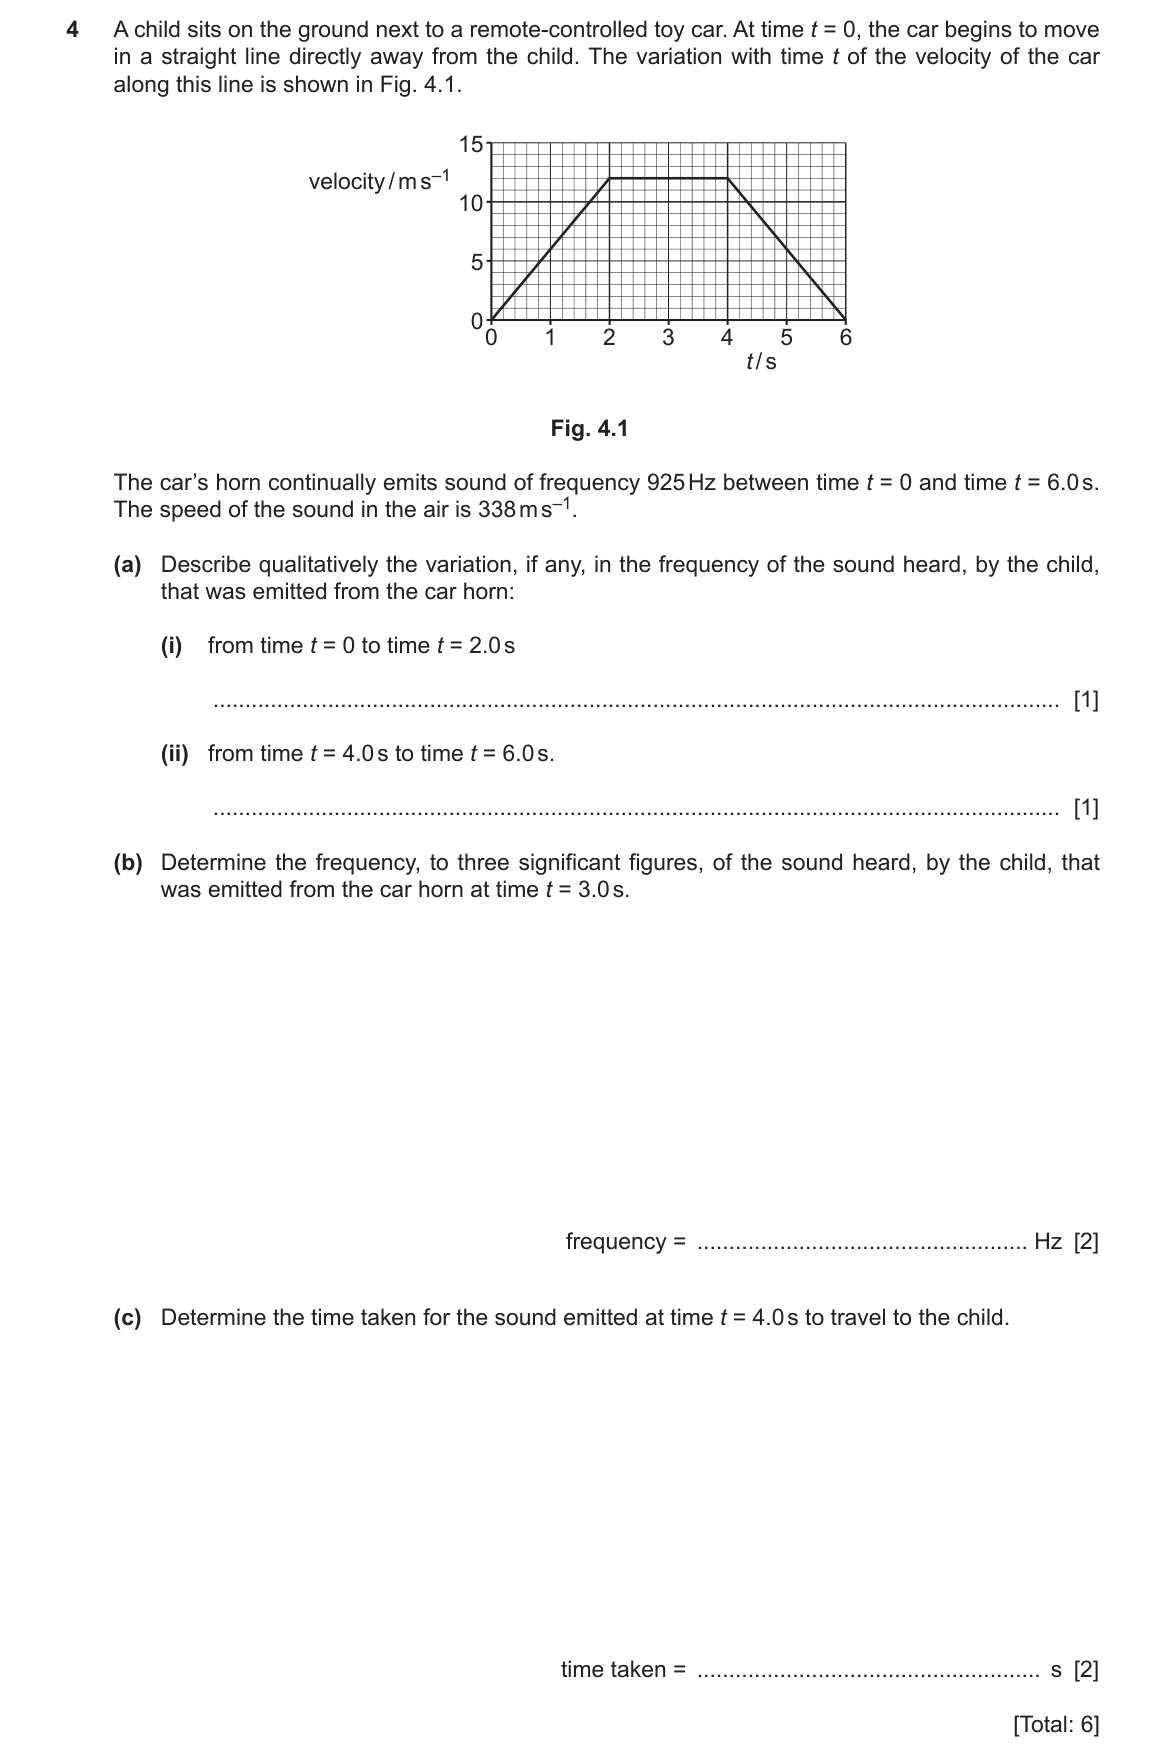 4 A child sits on the ground next to a remote-controlled toy car. At time t = 0, the car begins to move
in a straight line directly away from the child. The variation with time t of the velocity of the car
along this line is shown in Fig. 4.1.
15
velocity / m s⁻¹
10
5
0
0 1 2 3 4 5 6
t / s
Fig. 4.1
The car's horn continually emits sound of frequency 925 Hz between time t = 0 and time t = 6.0 s.
The speed of the sound in the air is 338 m s⁻¹.
(a) Describe qualitatively the variation, if any, in the frequency of the sound heard, by the child,
that was emitted from the car horn:
(i) from time t = 0 to time t = 2.0 s
.................................................................................................................................... [1]
(ii) from time t = 4.0 s to time t = 6.0 s.
.................................................................................................................................... [1]
(b) Determine the frequency, to three significant figures, of the sound heard, by the child, that
was emitted from the car horn at time t = 3.0 s.
frequency = .................................................... Hz [2]
(c) Determine the time taken for the sound emitted at time t = 4.0 s to travel to the child.
time taken = ...................................................... s [2]
[Total: 6]